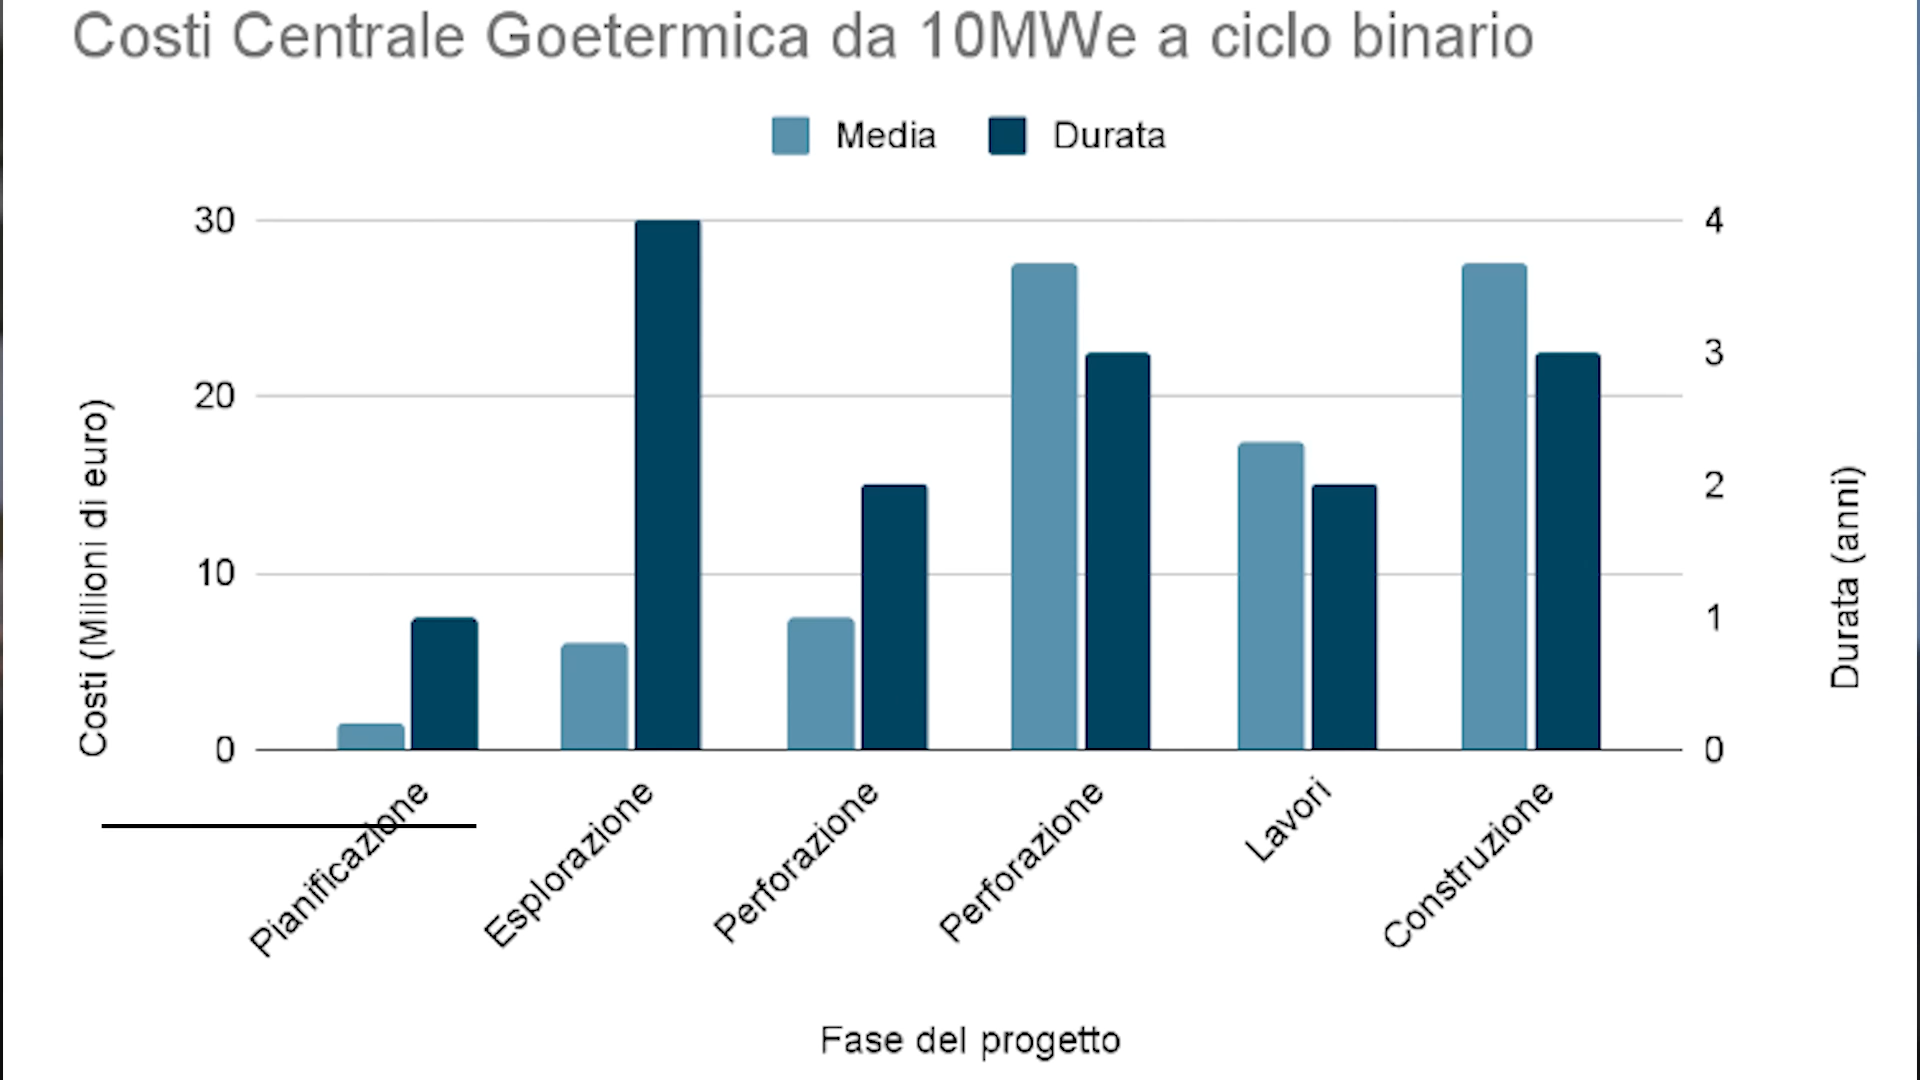 Costi Centrale Goetermica da 10MWe a ciclo binario
Media
Durata
30
20
10
0
4
3
2
1
0
Costi (Milioni di euro)
Durata (anni)
Pianificazione
Esplorazione
Perforazione
Perforazione
Lavori
Construzione
Fase del progetto